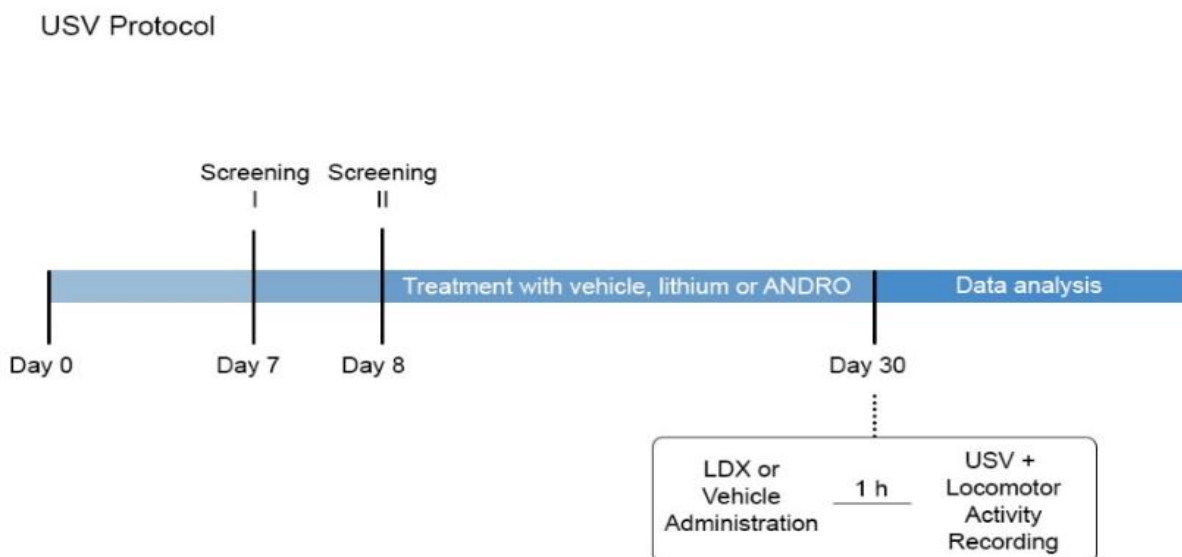 USV Protocol
Screening
I
Screening
II
Treatment with vehicle, lithium or ANDRO
Data analysis
Day 0
Day 7
Day 8
Day 30
LDX or
Vehicle
Administration
1 h
USV +
Locomotor
Activity
Recording